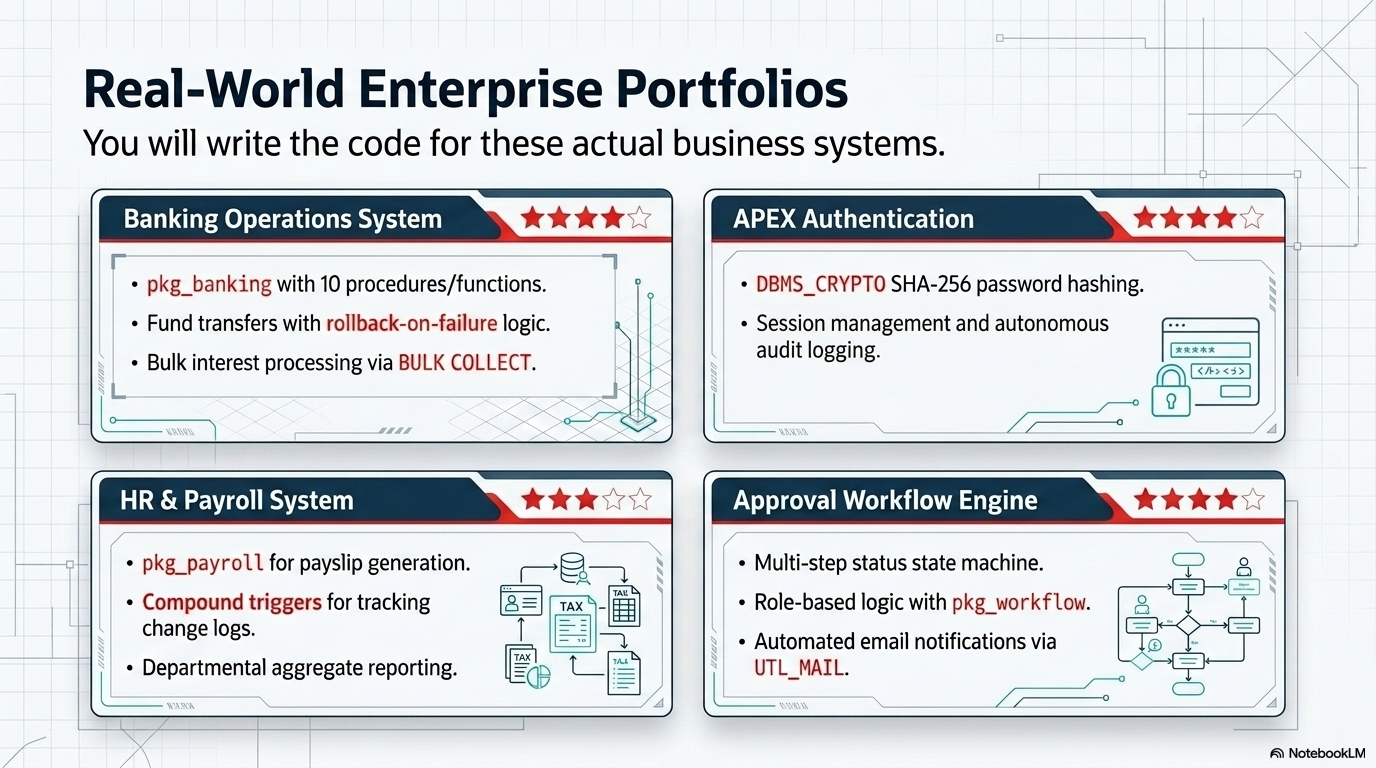 Real-World Enterprise Portfolios
You will write the code for these actual business systems.
Banking Operations System
• pkg_banking with 10 procedures/functions.
• Fund transfers with rollback-on-failure logic.
• Bulk interest processing via BULK COLLECT.
APEX Authentication
• DBMS_CRYPTO SHA-256 password hashing.
• Session management and autonomous
audit logging.
*****
HR & Payroll System
• pkg_payroll for payslip generation.
• Compound triggers for tracking
change logs.
• Departmental aggregate reporting.
TAX
TAX
Approval Workflow Engine
• Multi-step status state machine.
• Role-based logic with pkg_workflow.
• Automated email notifications via
UTL_MAIL.
NotebookLM